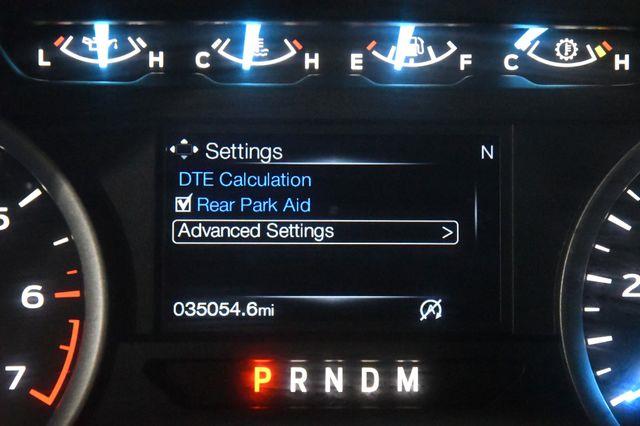 L H C H E F C H
Settings N
DTE Calculation
Rear Park Aid
Advanced Settings >
035054.6mi
5
6
7
2
P R N D M